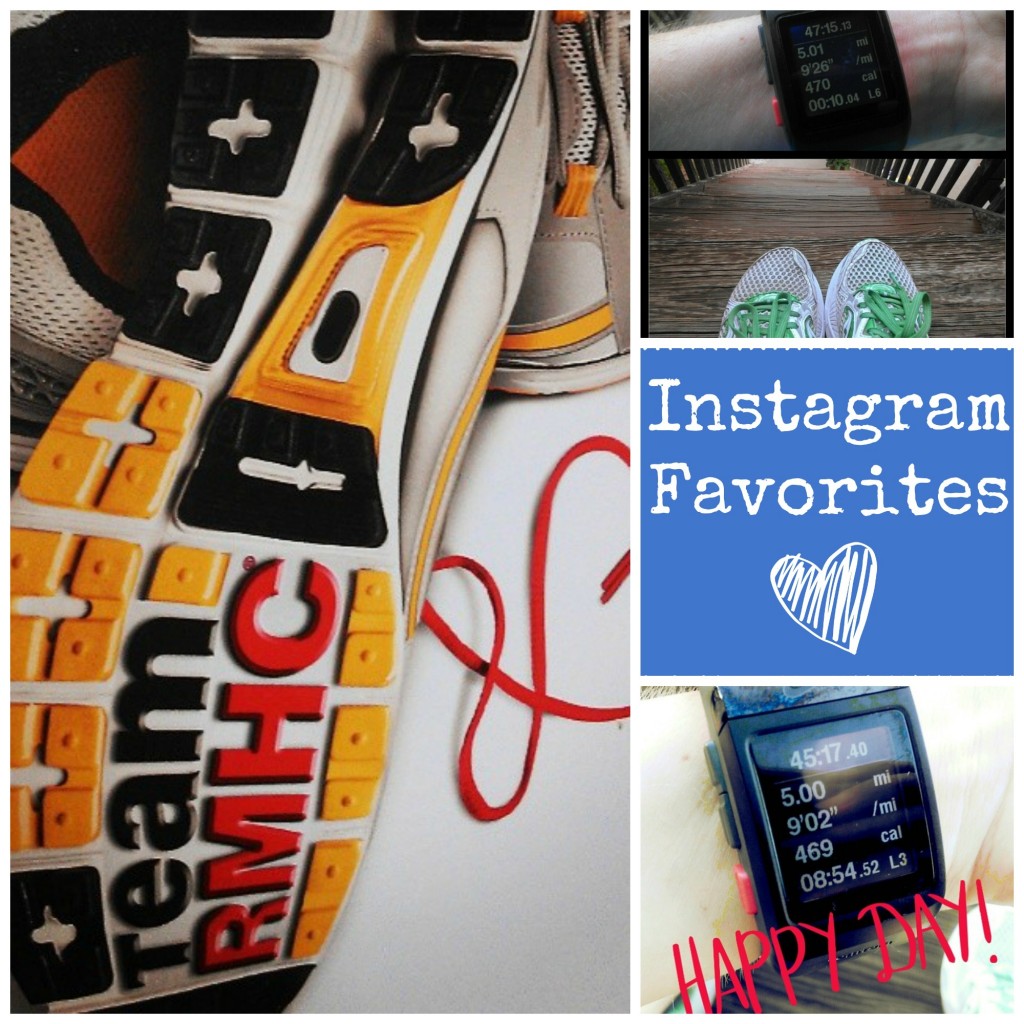 Team
RMHC®
47:15.13
5.01 mi
9'26" /mi
470 cal
00:10.04 L6
Instagram
Favorites
45:17.40
5.00 mi
9'02" /mi
469 cal
08:54.52 L3
HAPPY DAY!